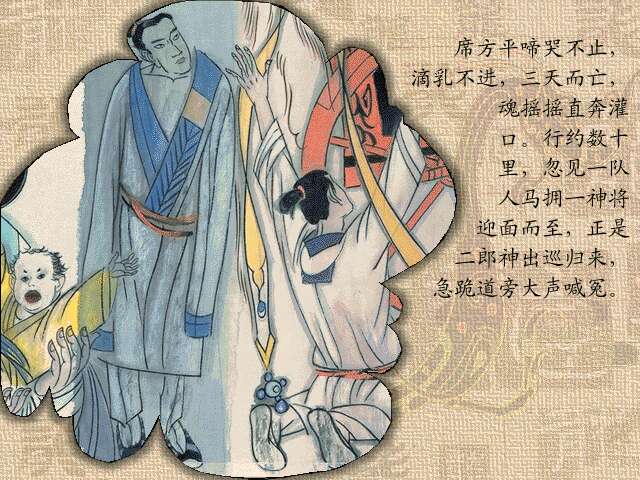 席方平啼哭不止，
滴乳不进，三天而亡，
魂摇摇直奔灌
口。行约数十
里，忽见一队
人马拥一神将
迎面而至，正是
二郎神出巡归来，
急跪道旁大声喊冤。